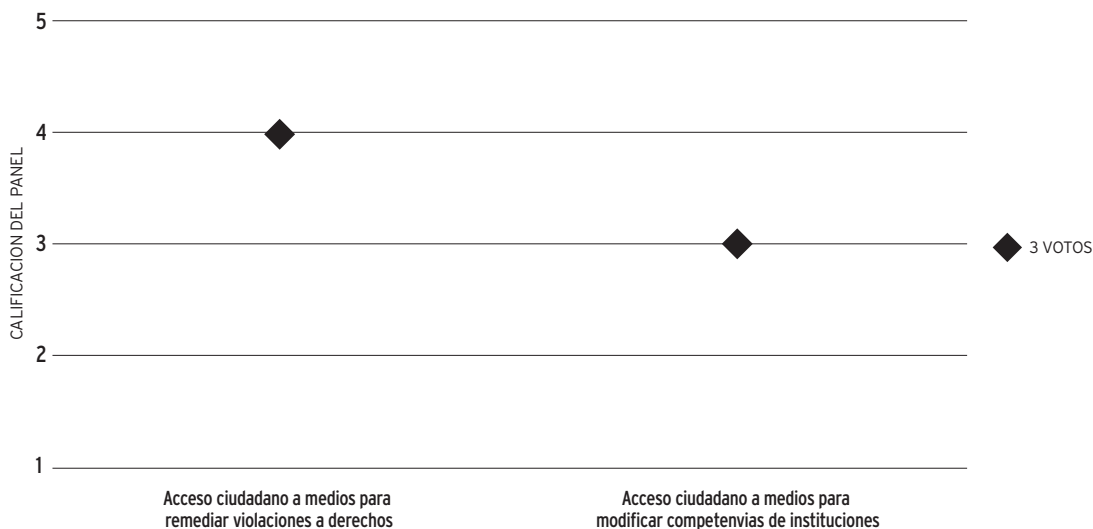 5
4
3
2
1
CALIFICACION DEL PANEL
3 VOTOS
Acceso ciudadano a medios para
remediar violaciones a derechos
Acceso ciudadano a medios para
modificar competenvias de instituciones